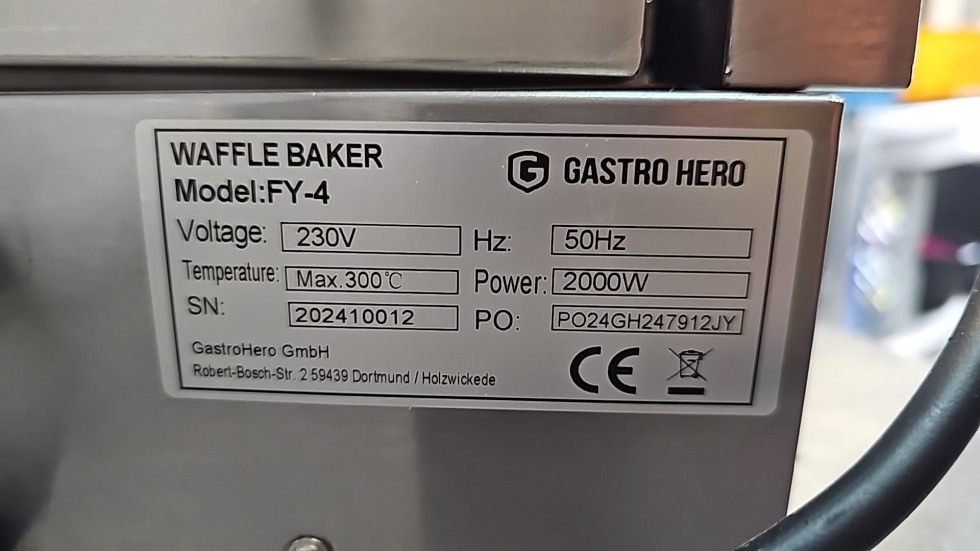 WAFFLE BAKER
GASTRO HERO
Model:FY-4
Voltage: 230V Hz: 50Hz
Temperature: Max.300℃ Power: 2000W
SN: 202410012 PO: PO24GH247912JY
GastroHero GmbH
Robert-Bosch-Str. 2 59439 Dortmund / Holzwickede
CE